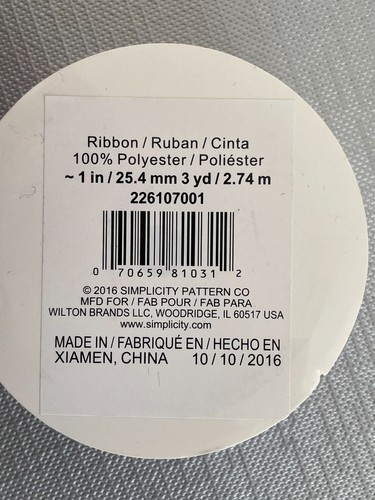 Ribbon / Ruban / Cinta
100% Polyester / Poliéster
~ 1 in / 25.4 mm 3 yd / 2.74 m
226107001
0 70659 81031 2
© 2016 SIMPLICITY PATTERN CO
MFD FOR / FAB POUR / FAB PARA
WILTON BRANDS LLC, WOODRIDGE, IL 60517 USA
www.simplicity.com
MADE IN / FABRIQUÉ EN / HECHO EN
XIAMEN, CHINA 10 / 10 / 2016